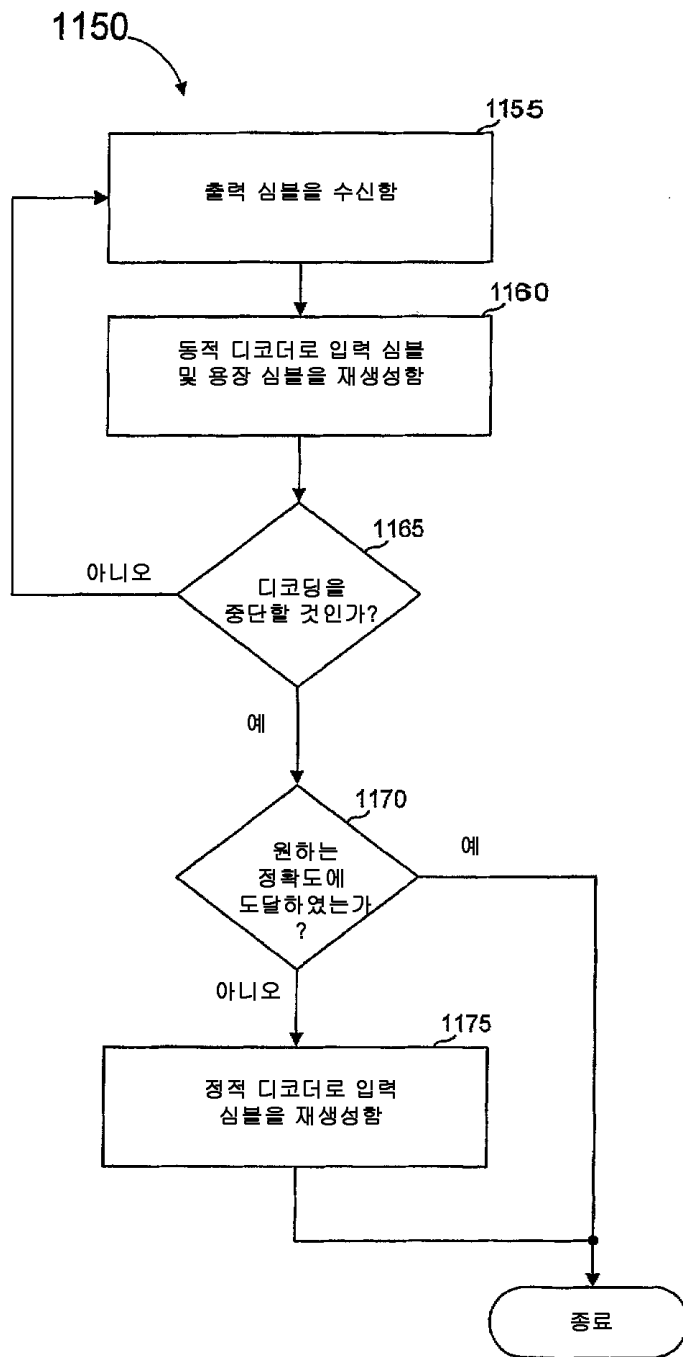 1150
1155
출력 심볼을 수신함
1160
동적 디코더로 입력 심볼
및 용장 심볼을 재생성함
1165
아니오
디코딩을
중단할 것인가?
예
1170
원하는
정확도에
도달하였는가
?
예
아니오
1175
정적 디코더로 입력
심볼을 재생성함
종료